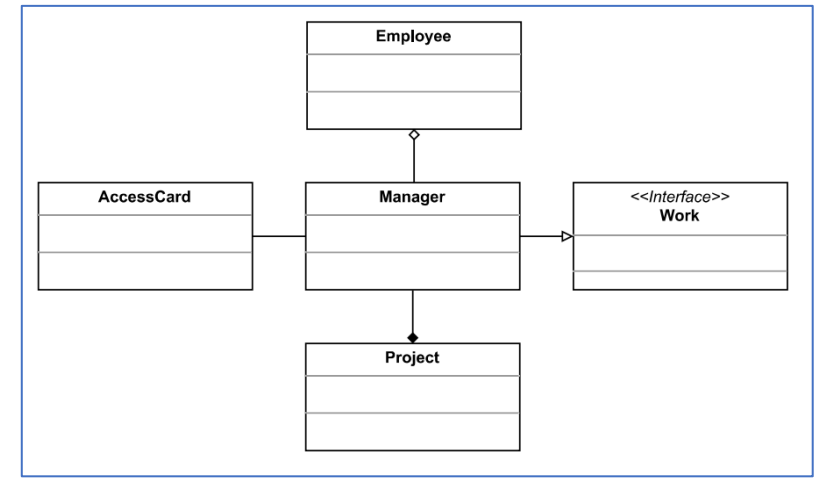 Employee
AccessCard
Manager
<<Interface>>
Work
Project